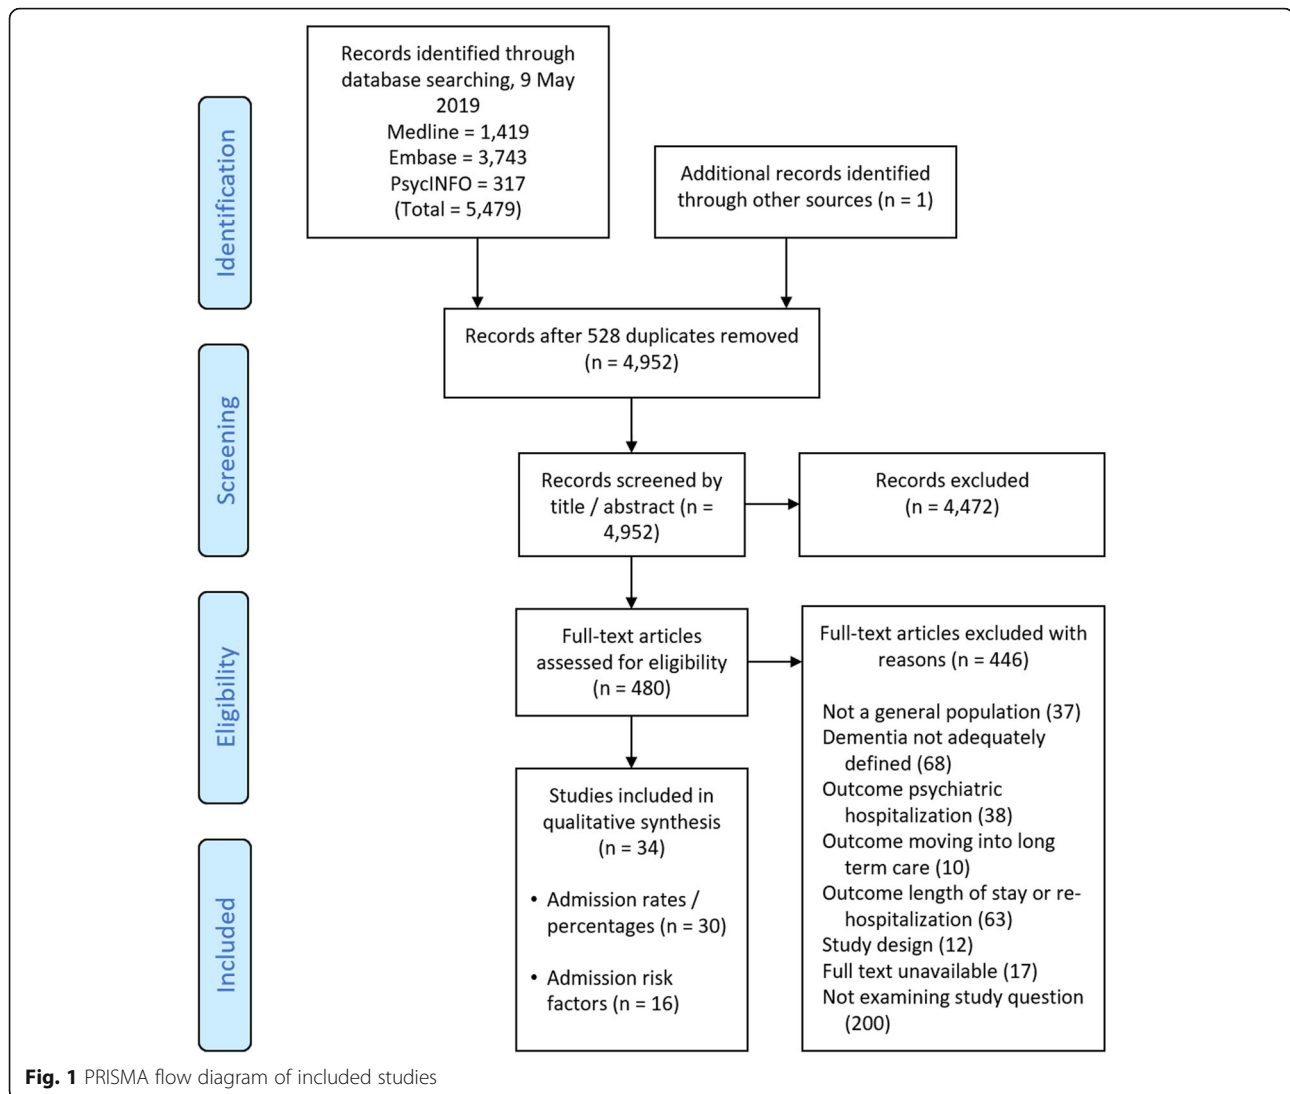 Records identified through
database searching, 9 May
2019
Medline = 1,419
Embase = 3,743
PsycINFO = 317
(Total = 5,479)
Additional records identified
through other sources (n = 1)
Identification
Records after 528 duplicates removed
(n = 4,952)
Screening
Records screened by
title / abstract (n =
4,952)
Records excluded
(n = 4,472)
Eligibility
Full-text articles
assessed for eligibility
(n = 480)
Full-text articles excluded with
reasons (n = 446)
Not a general population (37)
Dementia not adequately
defined (68)
Outcome psychiatric
hospitalization (38)
Outcome moving into long
term care (10)
Outcome length of stay or re-
hospitalization (63)
Study design (12)
Full text unavailable (17)
Not examining study question
(200)
Included
Studies included in
qualitative synthesis
(n = 34)
• Admission rates /
percentages (n = 30)
• Admission risk
factors (n = 16)
Fig. 1 PRISMA flow diagram of included studies